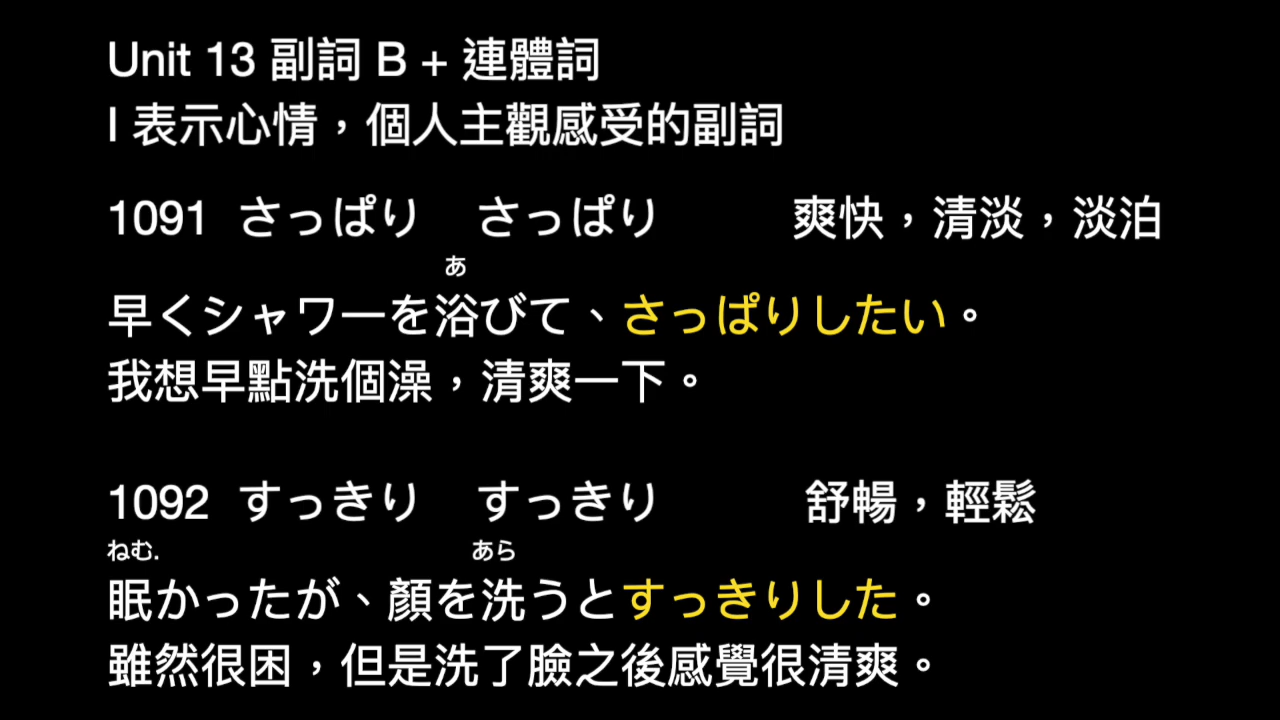 Unit 13 副詞 B + 連體詞
I 表示心情，個人主觀感受的副詞
1091 さっぱり さっぱり 爽快，清淡，淡泊
あ
早くシャワーを浴びて、さっぱりしたい。
我想早點洗個澡，清爽一下。
1092 すっきり すっきり 舒暢，輕鬆
ねむ. あら
眠かったが、顏を洗うとすっきりした。
雖然很困，但是洗了臉之後感覺很清爽。